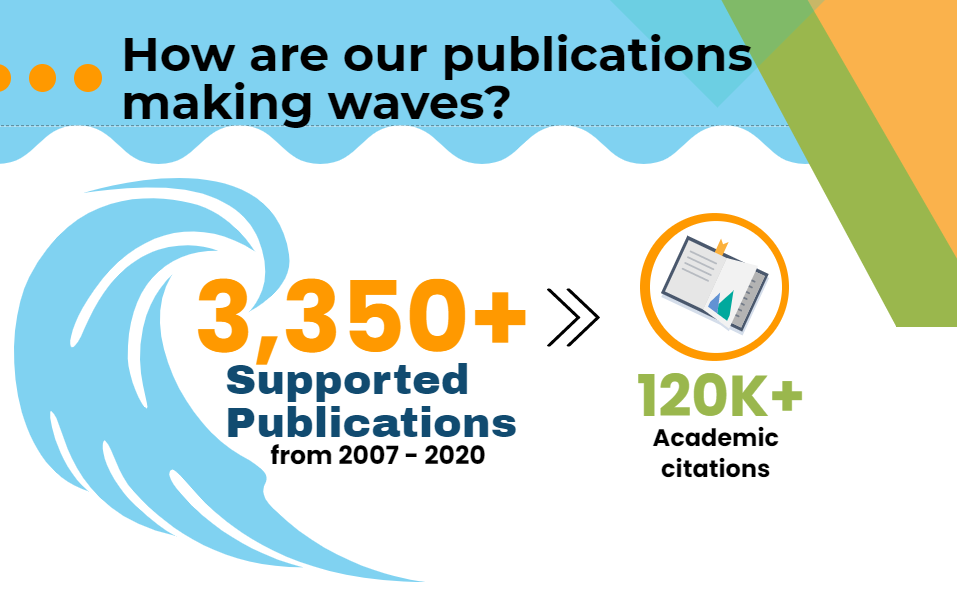 How are our publications
making waves?
3,350+
Supported
Publications
from 2007 - 2020
120K+
Academic
citations